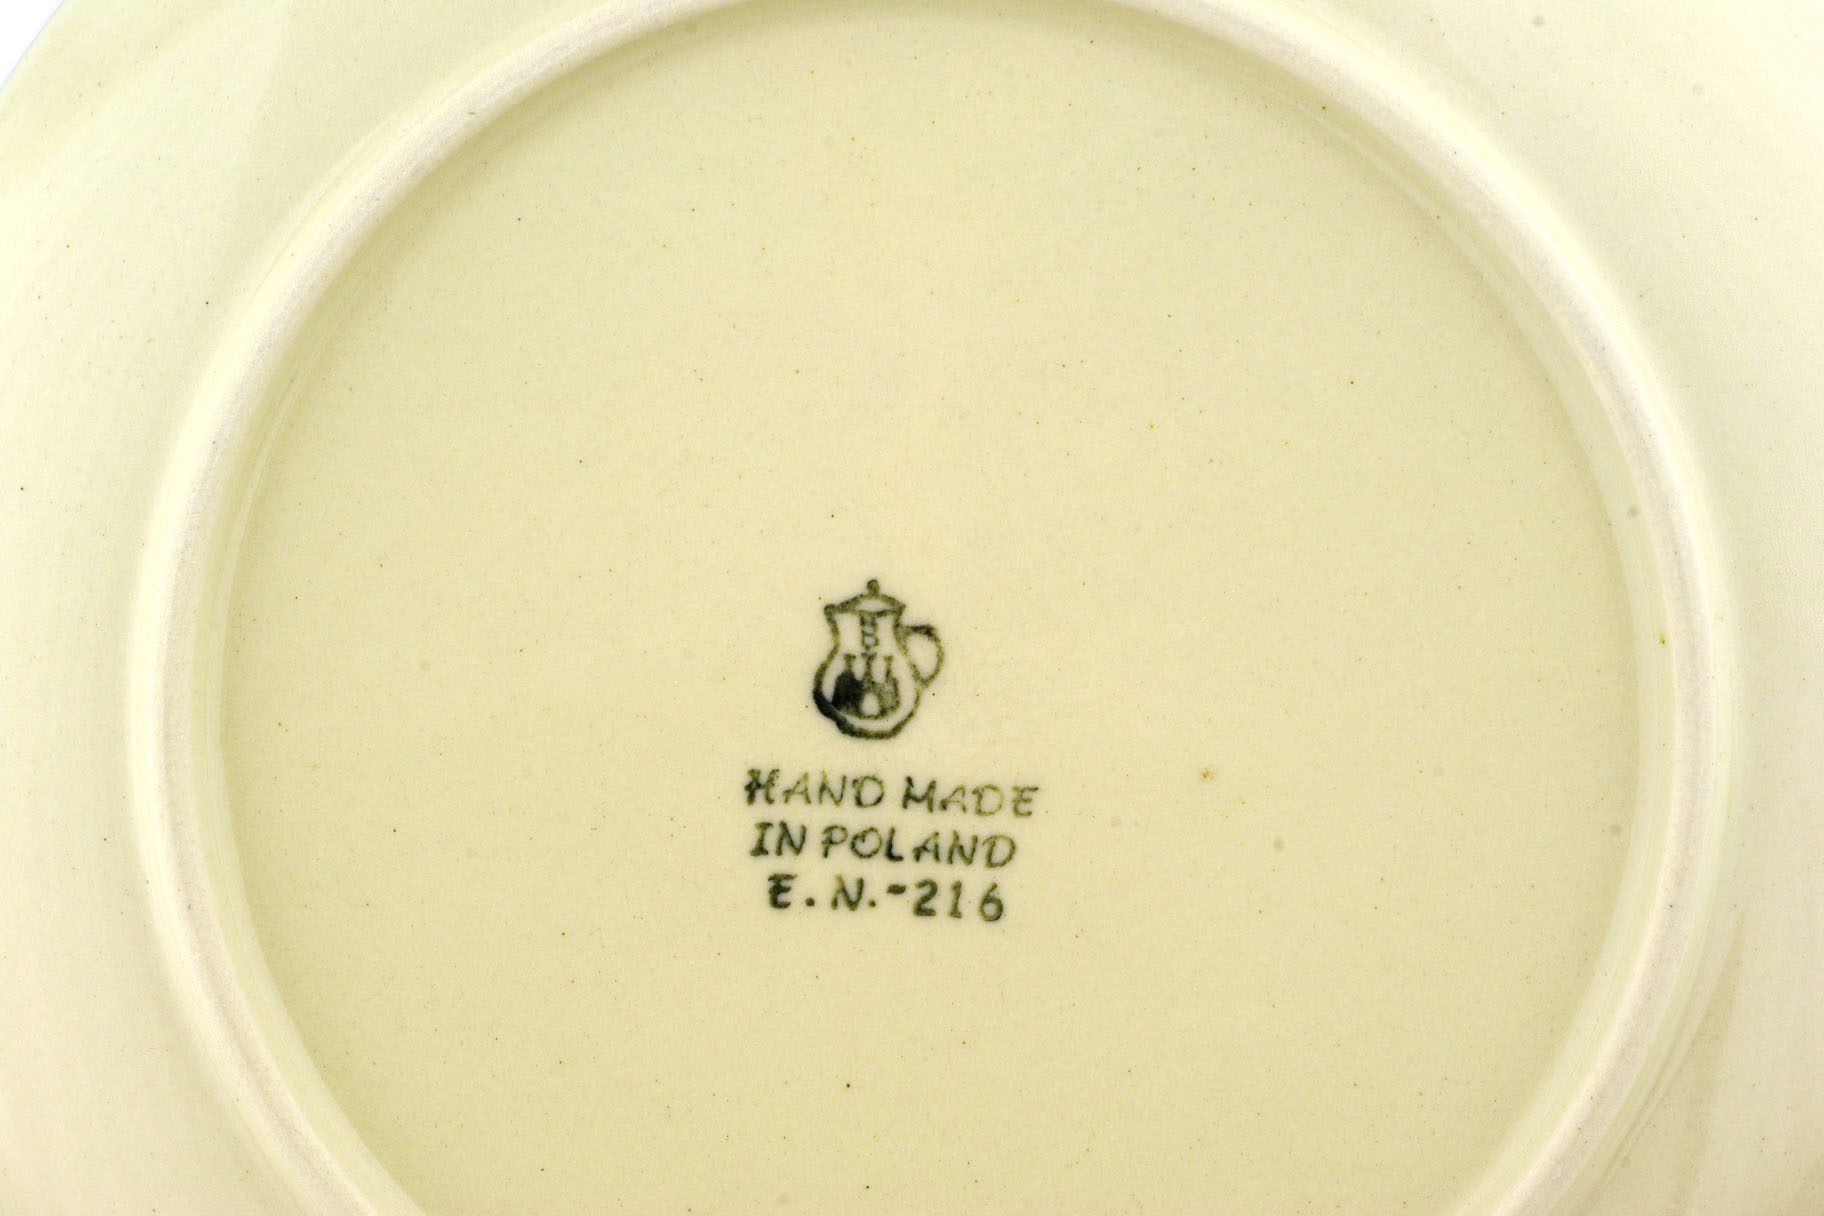 HAND MADE
IN POLAND
E.N.-216